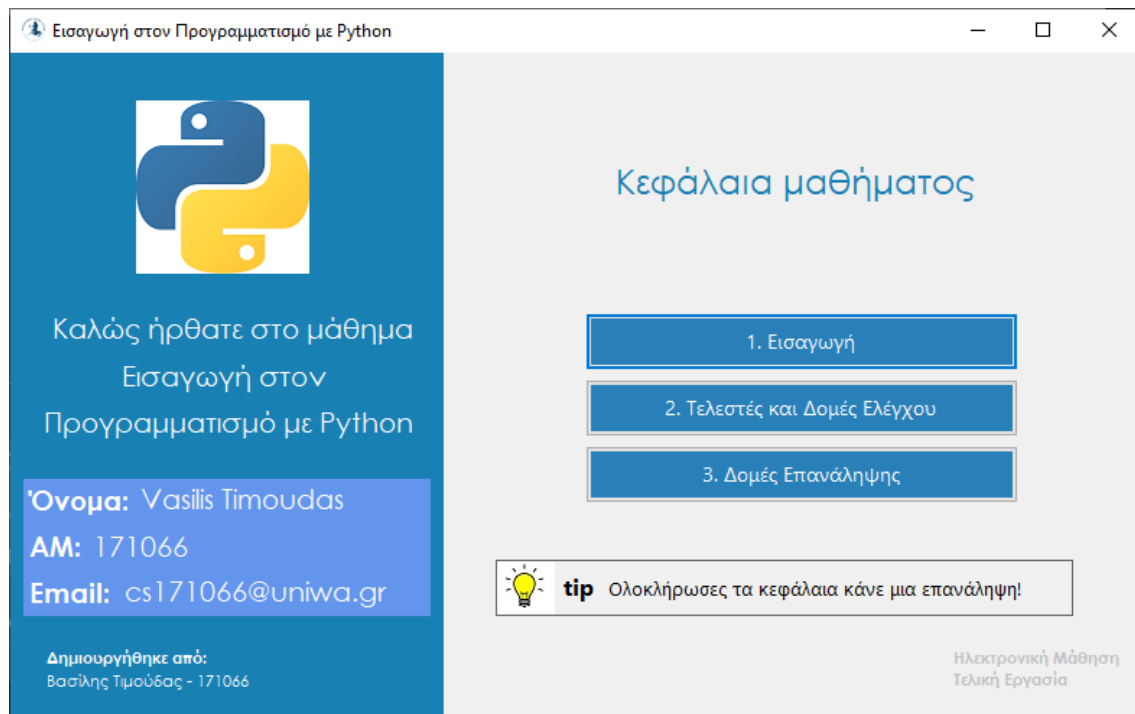 Εισαγωγή στον Προγραμματισμό με Python
Καλώς ήρθατε στο μάθημα
Εισαγωγή στον
Προγραμματισμό με Python
Όνομα: Vasilis Timoudas
ΑΜ: 171066
Email: cs171066@uniwa.gr
Δημιουργήθηκε από:
Βασίλης Τιμούδας - 171066
Κεφάλαια μαθήματος
1. Εισαγωγή
2. Τελεστές και Δομές Ελέγχου
3. Δομές Επανάληψης
tip Ολοκλήρωσες τα κεφάλαια κάνε μια επανάληψη!
Ηλεκτρονική Μάθηση
Τελική Εργασία